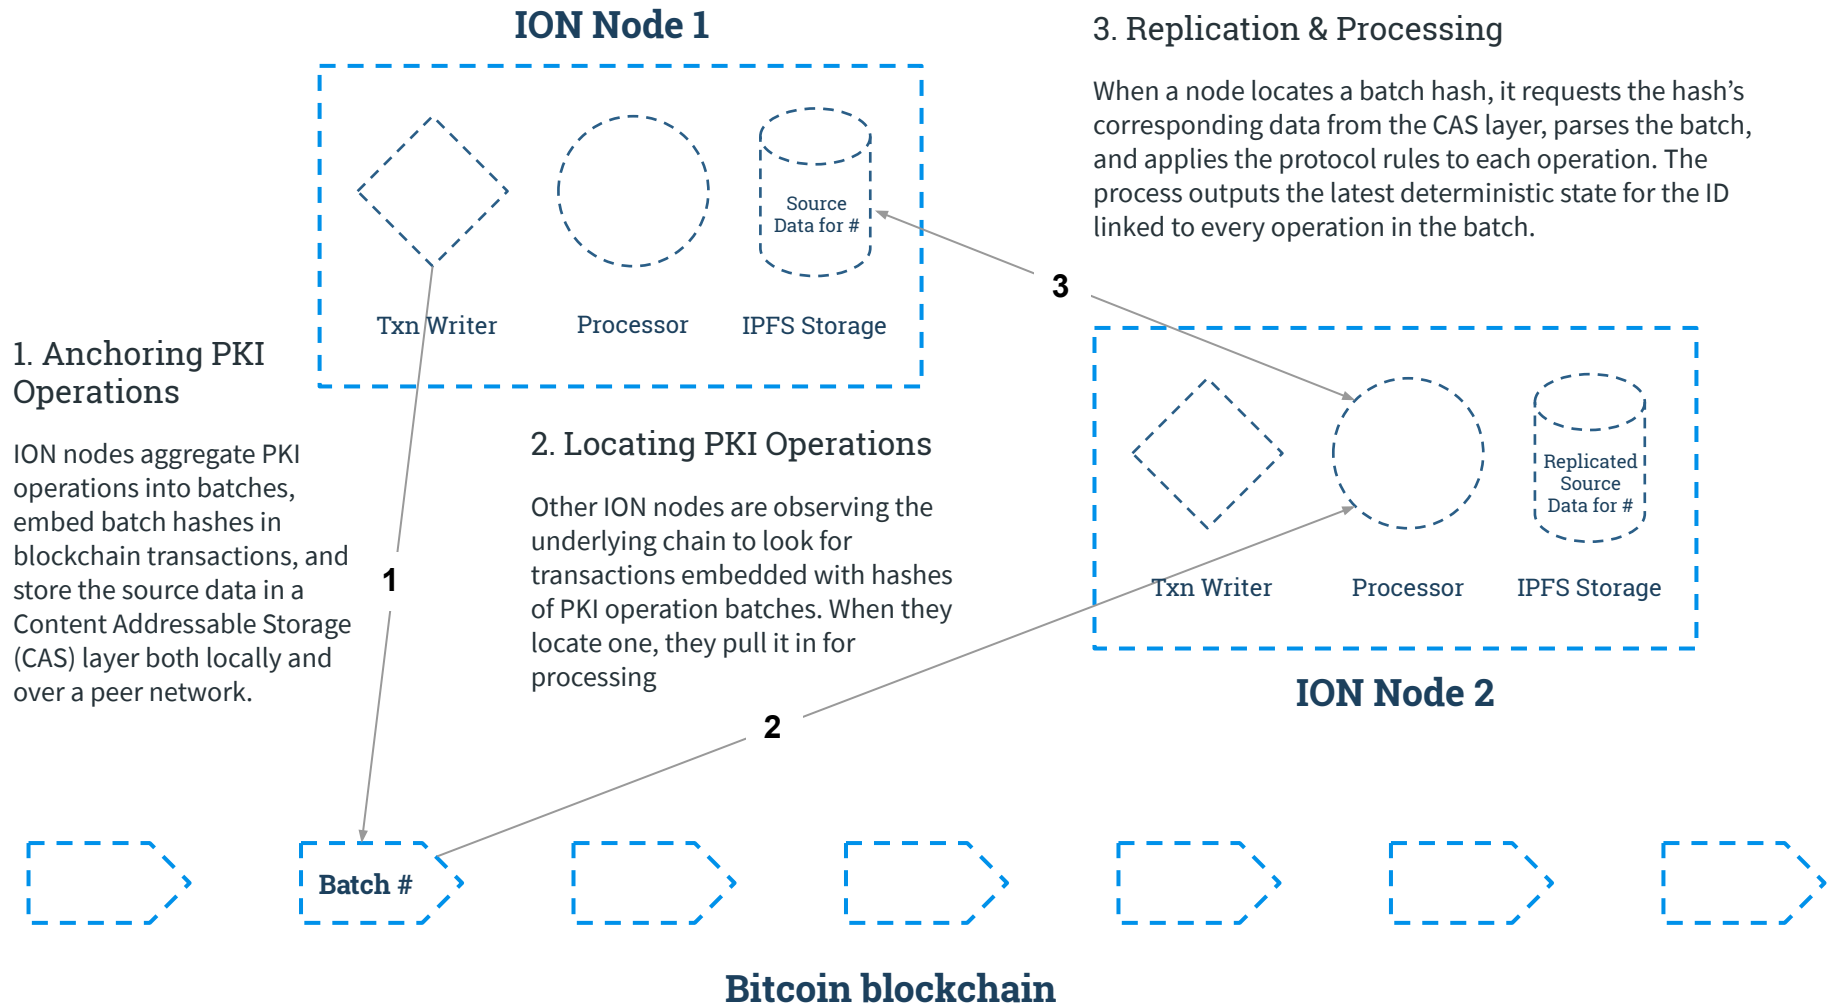 ION Node 1
Txn Writer
Processor
Source
Data for #
IPFS Storage
3. Replication & Processing
When a node locates a batch hash, it requests the hash’s
corresponding data from the CAS layer, parses the batch,
and applies the protocol rules to each operation. The
process outputs the latest deterministic state for the ID
linked to every operation in the batch.
3
1. Anchoring PKI
Operations
ION nodes aggregate PKI
operations into batches,
embed batch hashes in
blockchain transactions, and
store the source data in a
Content Addressable Storage
(CAS) layer both locally and
over a peer network.
1
2. Locating PKI Operations
Other ION nodes are observing the
underlying chain to look for
transactions embedded with hashes
of PKI operation batches. When they
locate one, they pull it in for
processing
2
Txn Writer
Processor
Replicated
Source
Data for #
IPFS Storage
ION Node 2
Batch #
Bitcoin blockchain